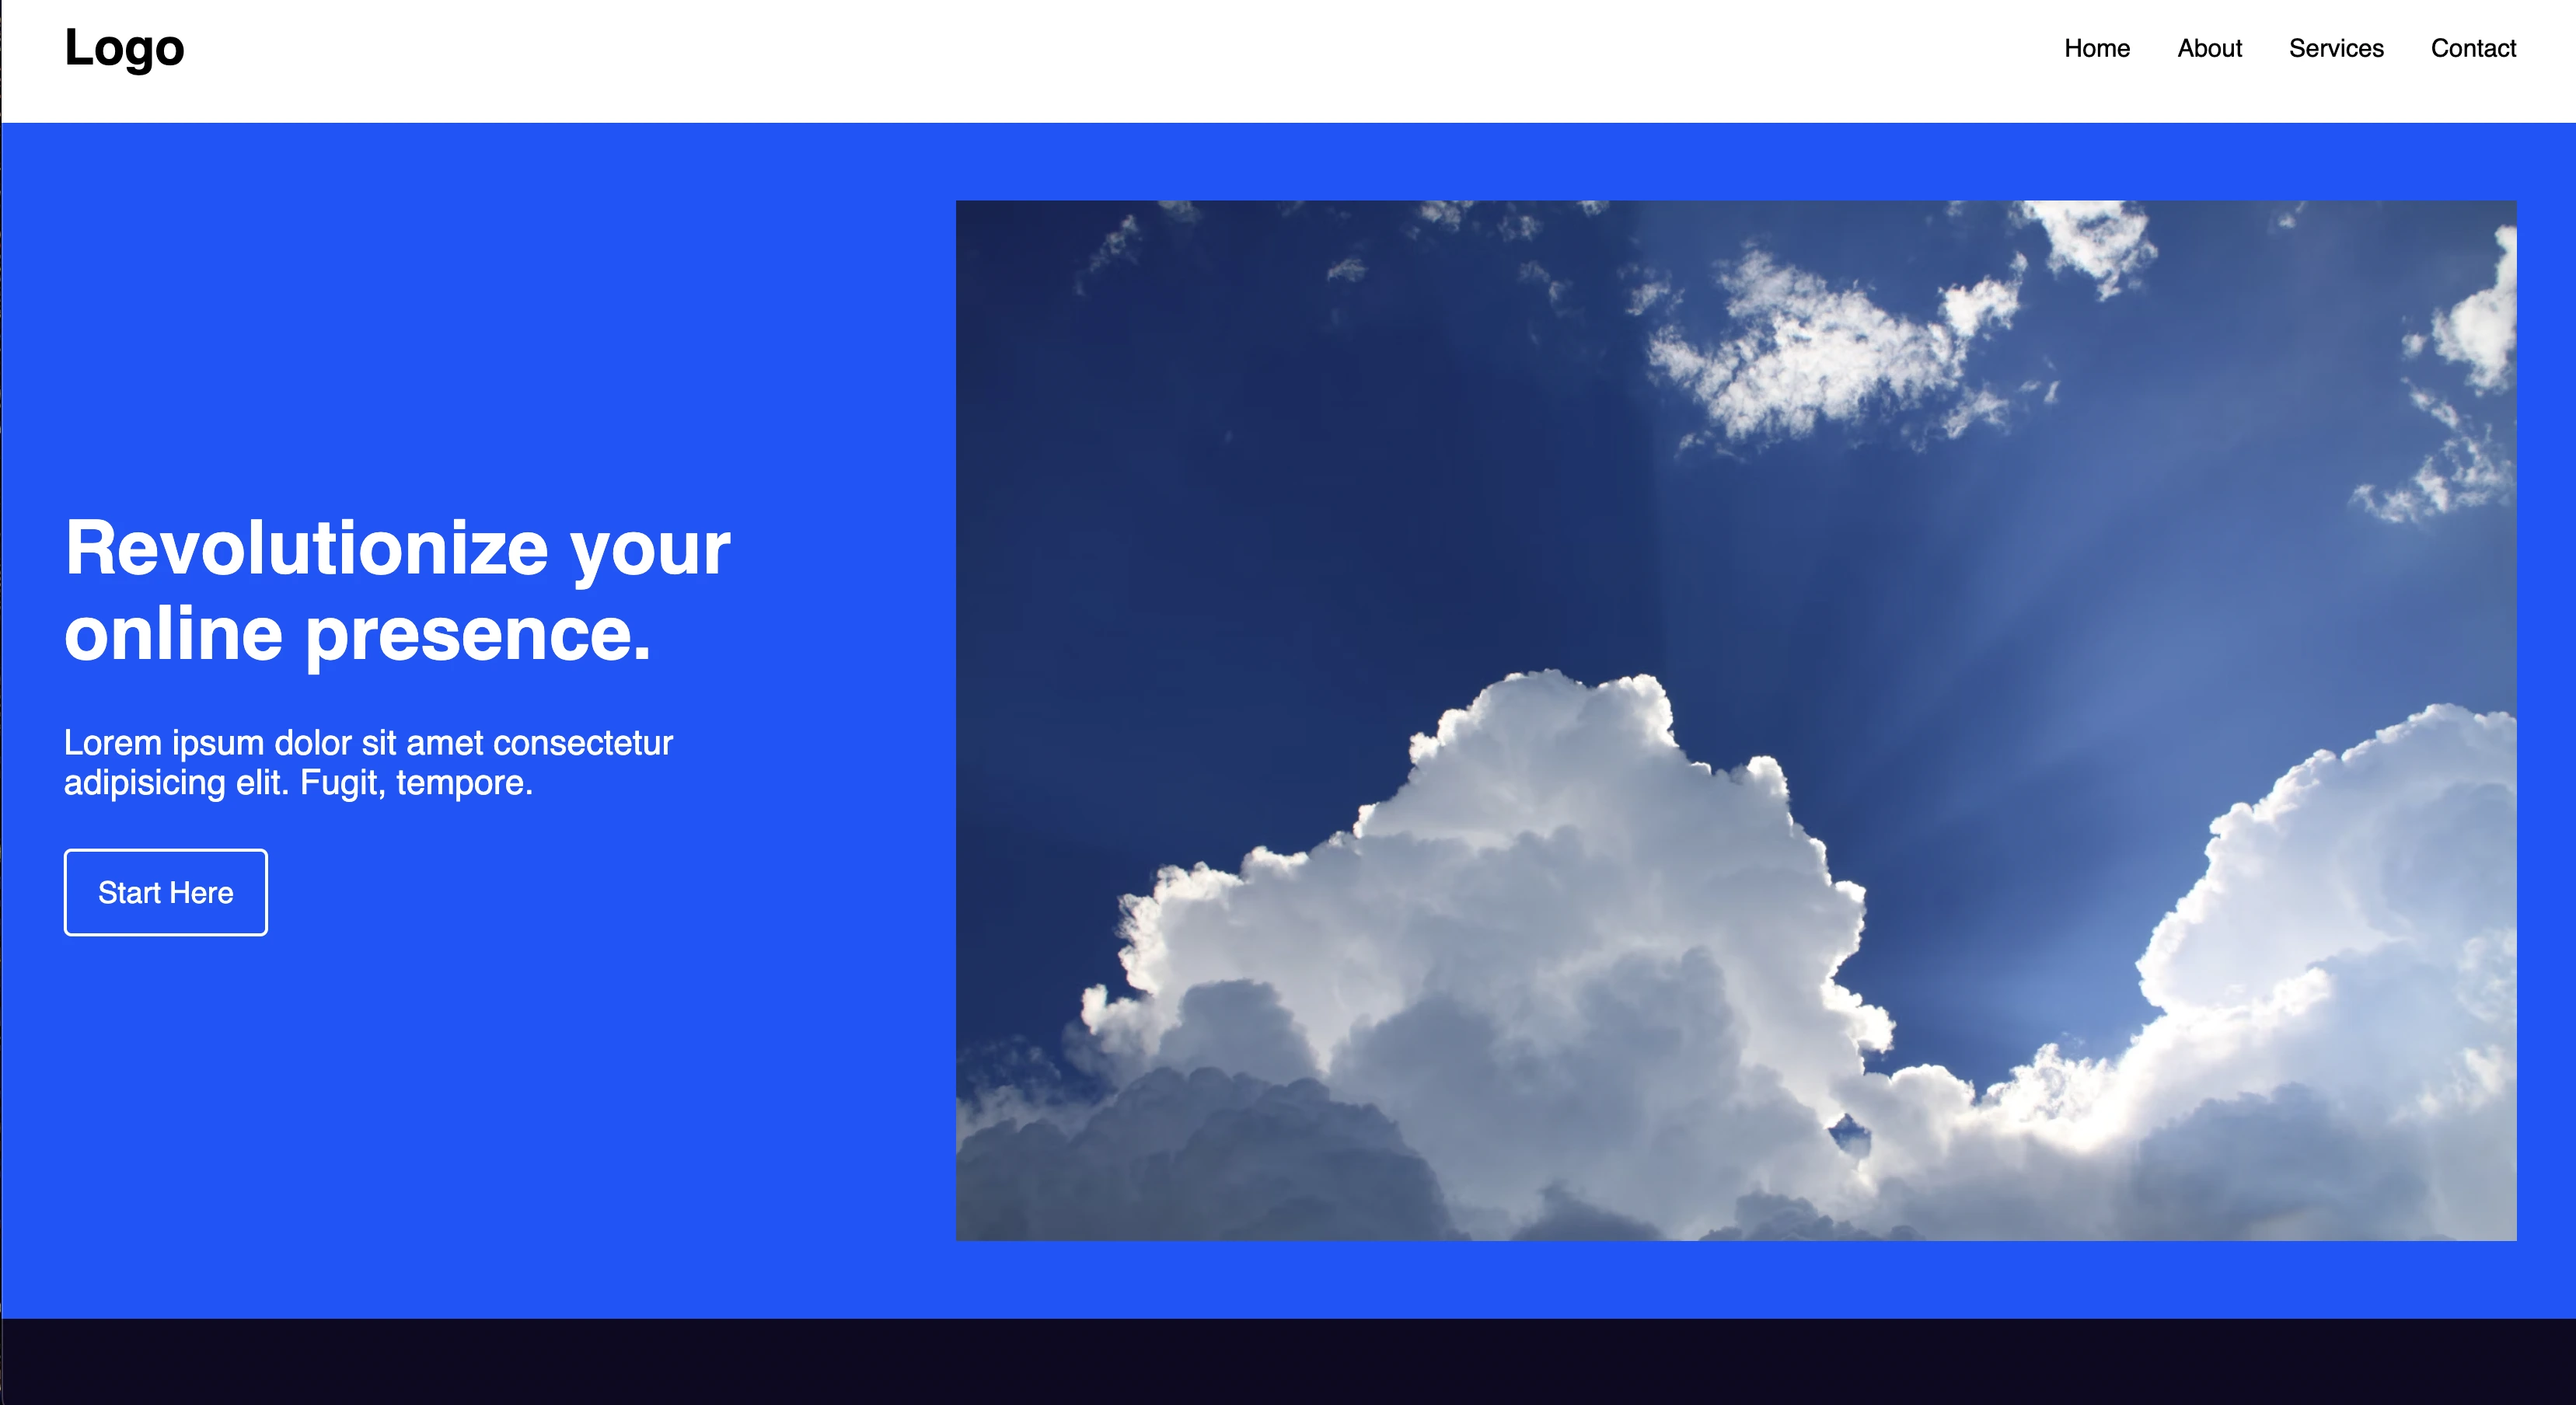 Logo
Home About Services Contact
Revolutionize your
online presence.
Lorem ipsum dolor sit amet consectetur
adipisicing elit. Fugit, tempore.
Start Here